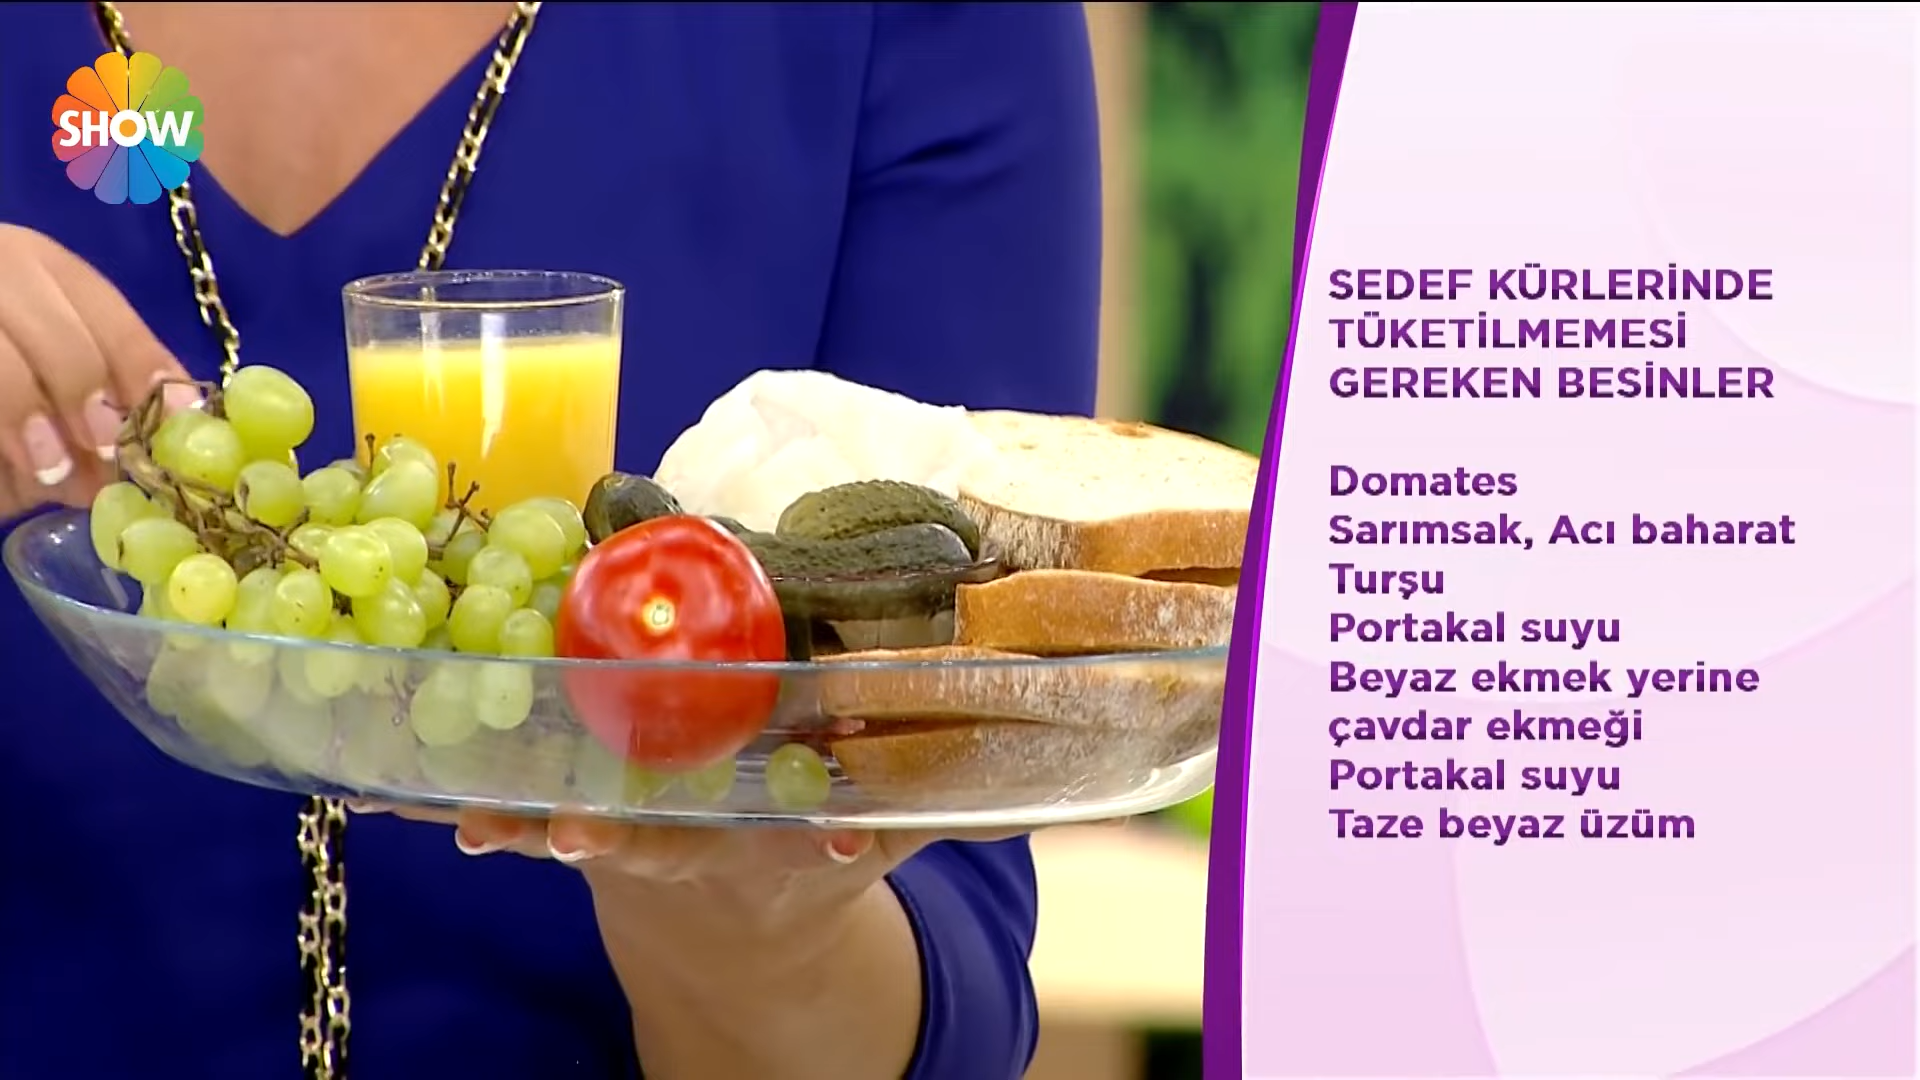 SHOW
SEDEF KÜRLERİNDE
TÜKETİLMEMESİ
GEREKEN BESİNLER
Domates
Sarımsak, Acı baharat
Turşu
Portakal suyu
Beyaz ekmek yerine
çavdar ekmeği
Portakal suyu
Taze beyaz üzüm